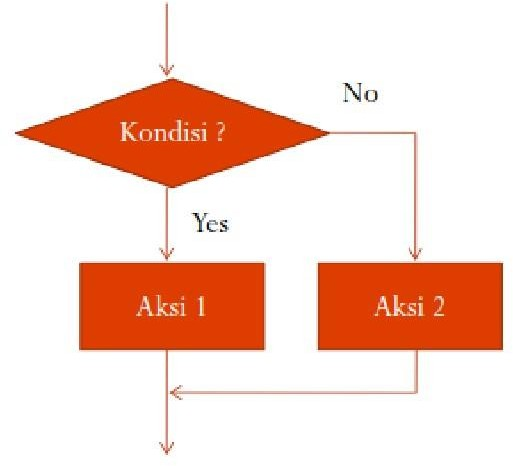 No
Kondisi ?
Yes
Aksi 1
Aksi 2